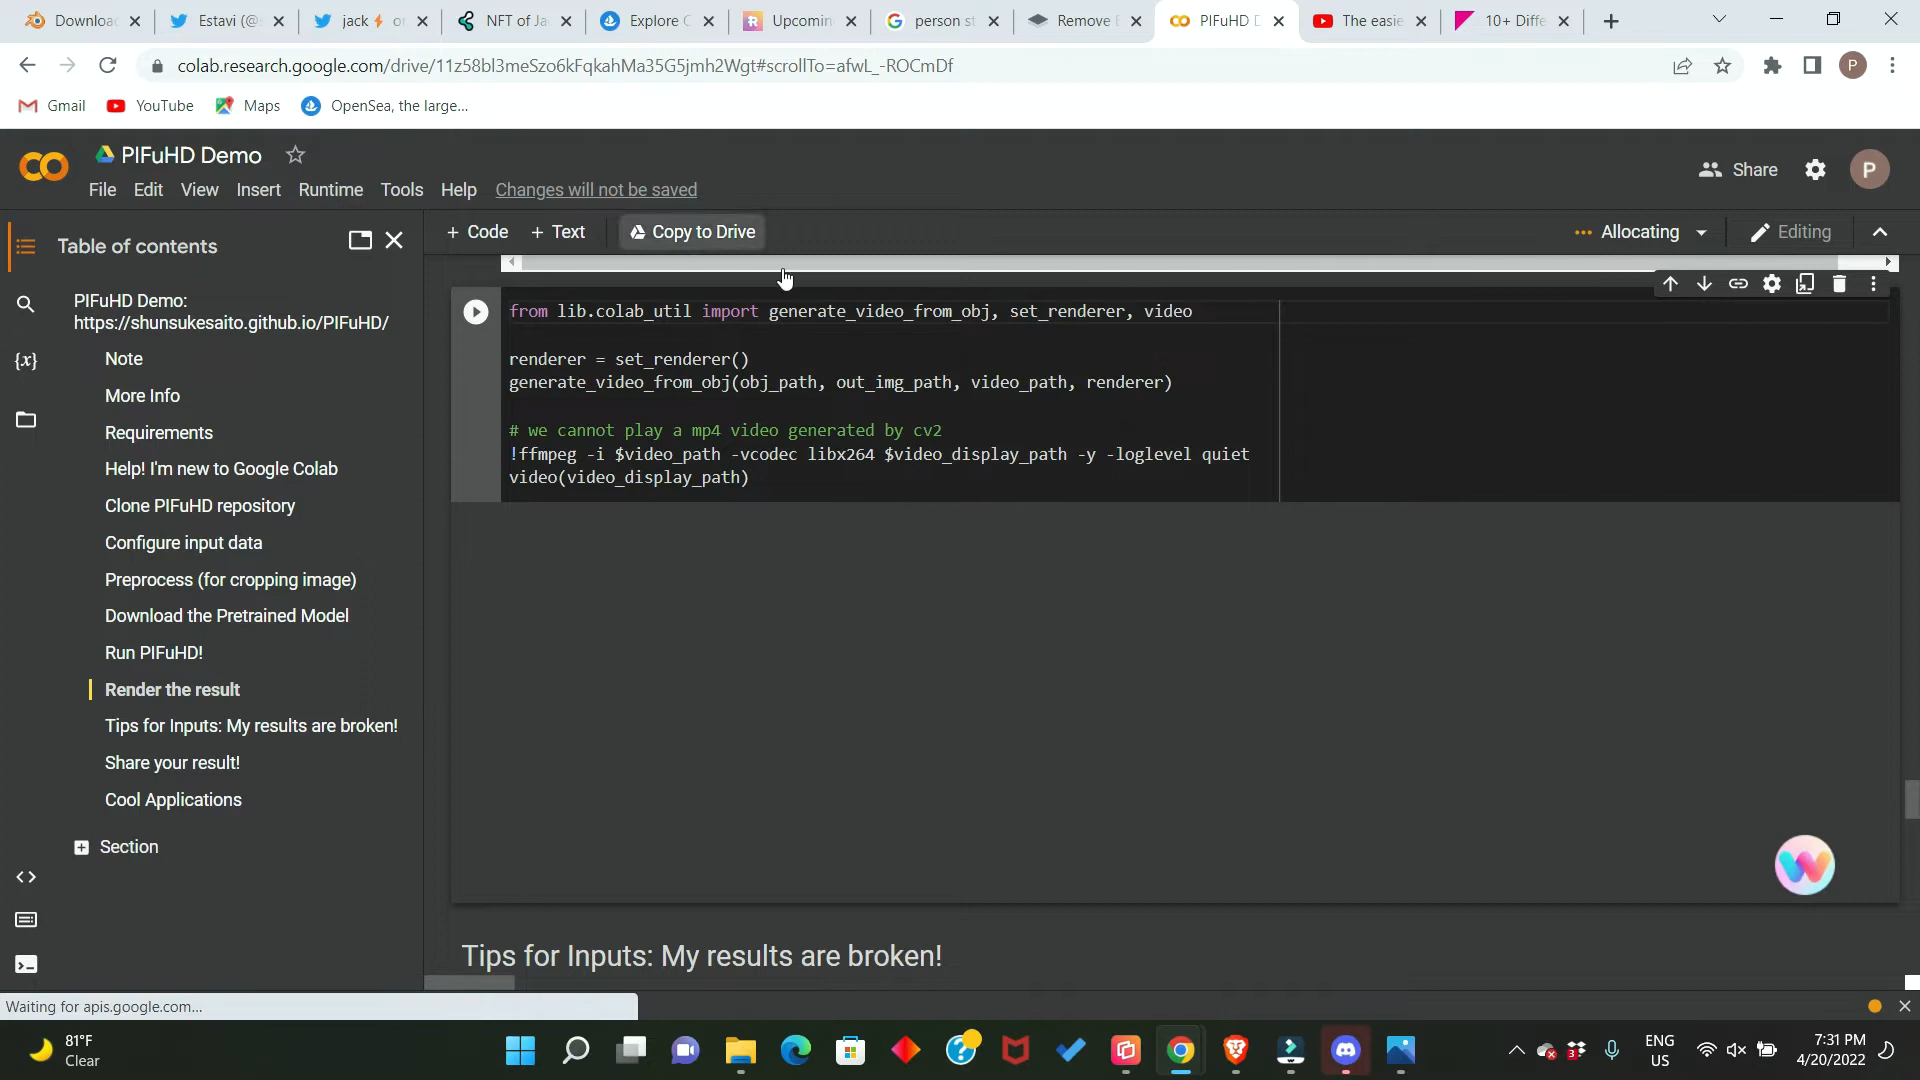 Downloa
Estavi (@
jack⚡ o
NFT of Ja
Explore C
Upcomin
person st
Remove
PIFuHD D
The easie
10+ Diffe
colab.research.google.com/drive/11z58bl3meSzo6kFqkahMa35G5jmh2Wgt#scrollTo=afwL_-ROCmDf
P
Gmail
YouTube
Maps
OpenSea, the large...
PIFuHD Demo
File Edit View Insert Runtime Tools Help Changes will not be saved
Share
P
Table of contents
+ Code + Text Copy to Drive
Allocating
Editing
PIFuHD Demo:
https://shunsukesaito.github.io/PIFuHD/
Note
More Info
Requirements
Help! I'm new to Google Colab
Clone PIFuHD repository
Configure input data
Preprocess (for cropping image)
Download the Pretrained Model
Run PIFuHD!
Render the result
Tips for Inputs: My results are broken!
Share your result!
Cool Applications
Section
{x}
from lib.colab_util import generate_video_from_obj, set_renderer, video
renderer = set_renderer()
generate_video_from_obj(obj_path, out_img_path, video_path, renderer)
# we cannot play a mp4 video generated by cv2
!ffmpeg -i $video_path -vcodec libx264 $video_display_path -y -loglevel quiet
video(video_display_path)
Tips for Inputs: My results are broken!
Waiting for apis.google.com...
81°F
Clear
3
ENG
US
7:31 PM
4/20/2022